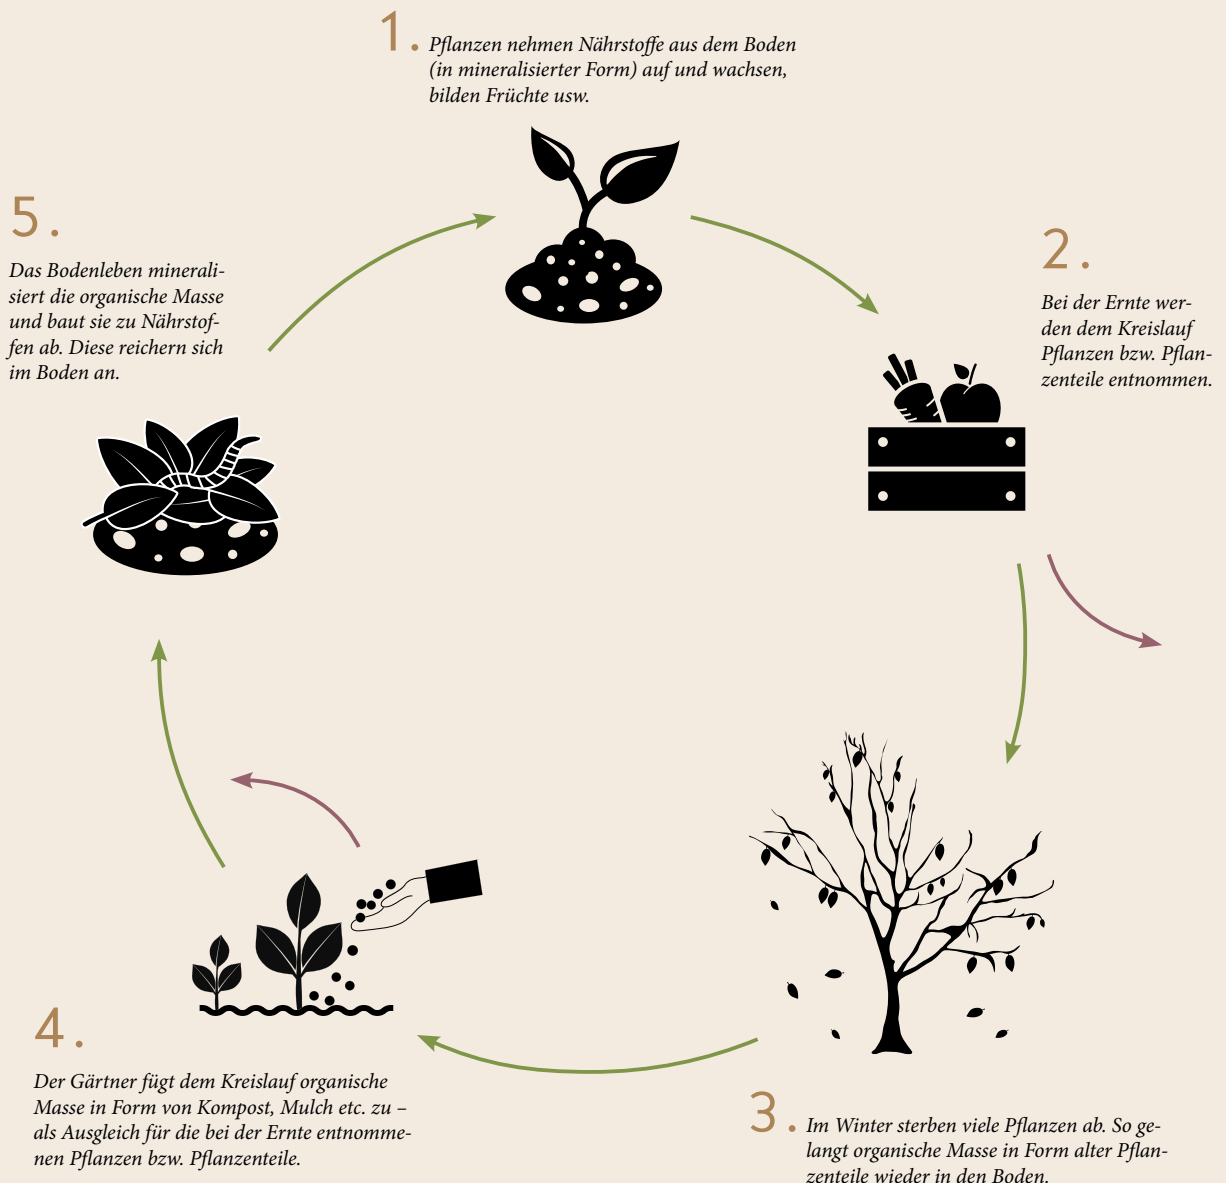 1. Pflanzen nehmen Nährstoffe aus dem Boden
(in mineralisierter Form) auf und wachsen,
bilden Früchte usw.
2.
Bei der Ernte wer-
den dem Kreislauf
Pflanzen bzw. Pflan-
zenteile entnommen.
3. Im Winter sterben viele Pflanzen ab. So ge-
langt organische Masse in Form alter Pflan-
zenteile wieder in den Boden.
4.
Der Gärtner fügt dem Kreislauf organische
Masse in Form von Kompost, Mulch etc. zu –
als Ausgleich für die bei der Ernte entnomme-
nen Pflanzen bzw. Pflanzenteile.
5.
Das Bodenleben minerali-
siert die organische Masse
und baut sie zu Nährstof-
fen ab. Diese reichern sich
im Boden an.